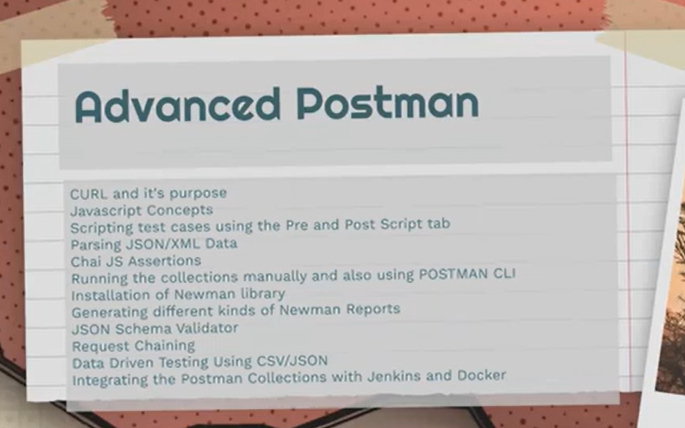 Advanced Postman
CURL and it's purpose
Javascript Concepts
Scripting test cases using the Pre and Post Script tab
Parsing JSON/XML Data
Chai JS Assertions
Running the collections manually and also using POSTMAN CLI
Installation of Newman library
Generating different kinds of Newman Reports
JSON Schema Validator
Request Chaining
Data Driven Testing Using CSV/JSON
Integrating the Postman Collections with Jenkins and Docker